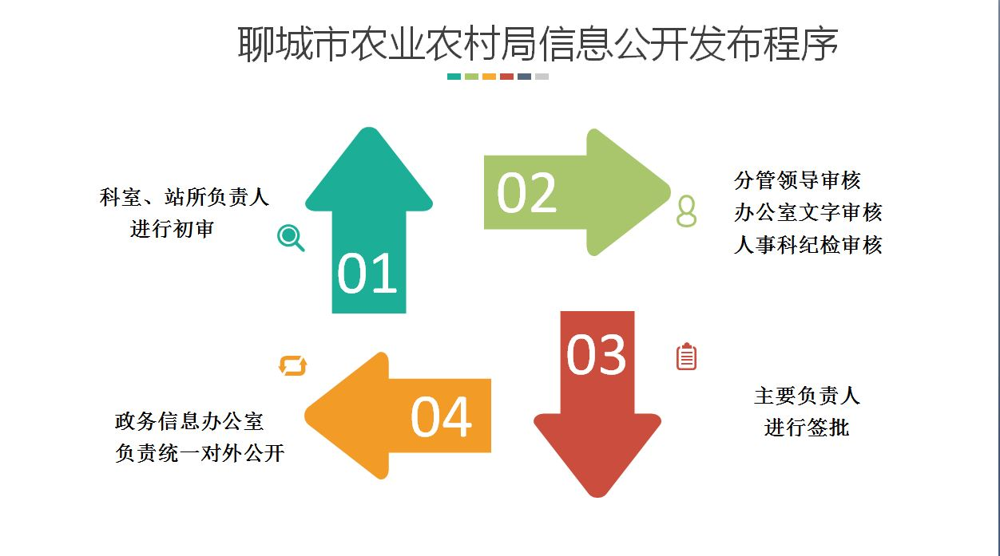 聊城市农业农村局信息公开发布程序
科室、站所负责人
进行初审
01
02
分管领导审核
办公室文字审核
人事科纪检审核
03
主要负责人
进行签批
04
政务信息办公室
负责统一对外公开